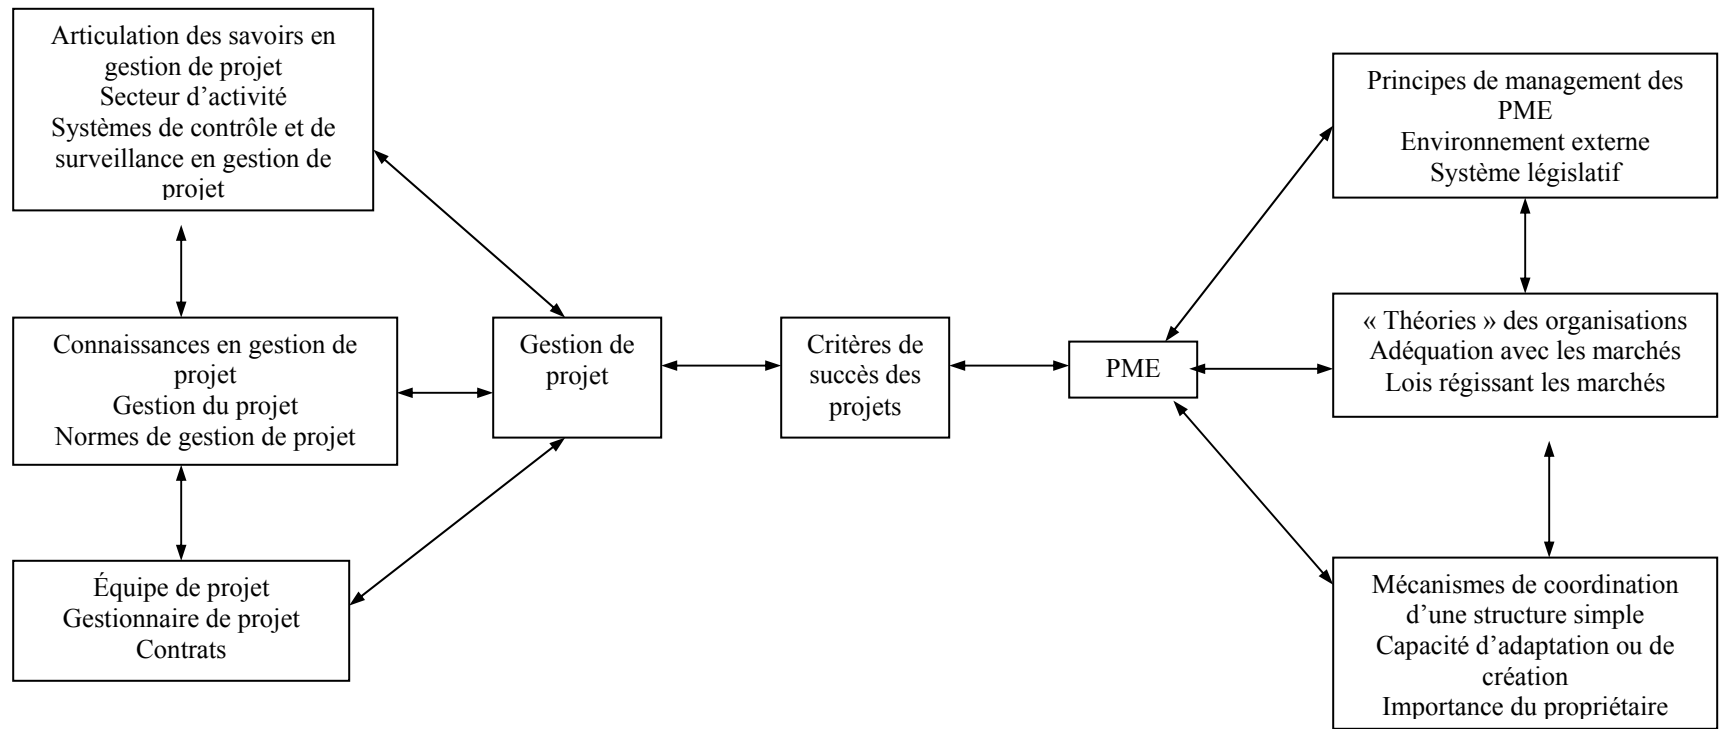 Articulation des savoirs en
gestion de projet
Secteur d’activité
Systèmes de contrôle et de
surveillance en gestion de
projet
Connaissances en gestion de
projet
Gestion du projet
Normes de gestion de projet
Équipe de projet
Gestionnaire de projet
Contrats
Gestion de
projet
Critères de
succès des
projets
PME
Principes de management des
PME
Environnement externe
Système législatif
« Théories » des organisations
Adéquation avec les marchés
Lois régissant les marchés
Mécanismes de coordination
d’une structure simple
Capacité d’adaptation ou de
création
Importance du propriétaire